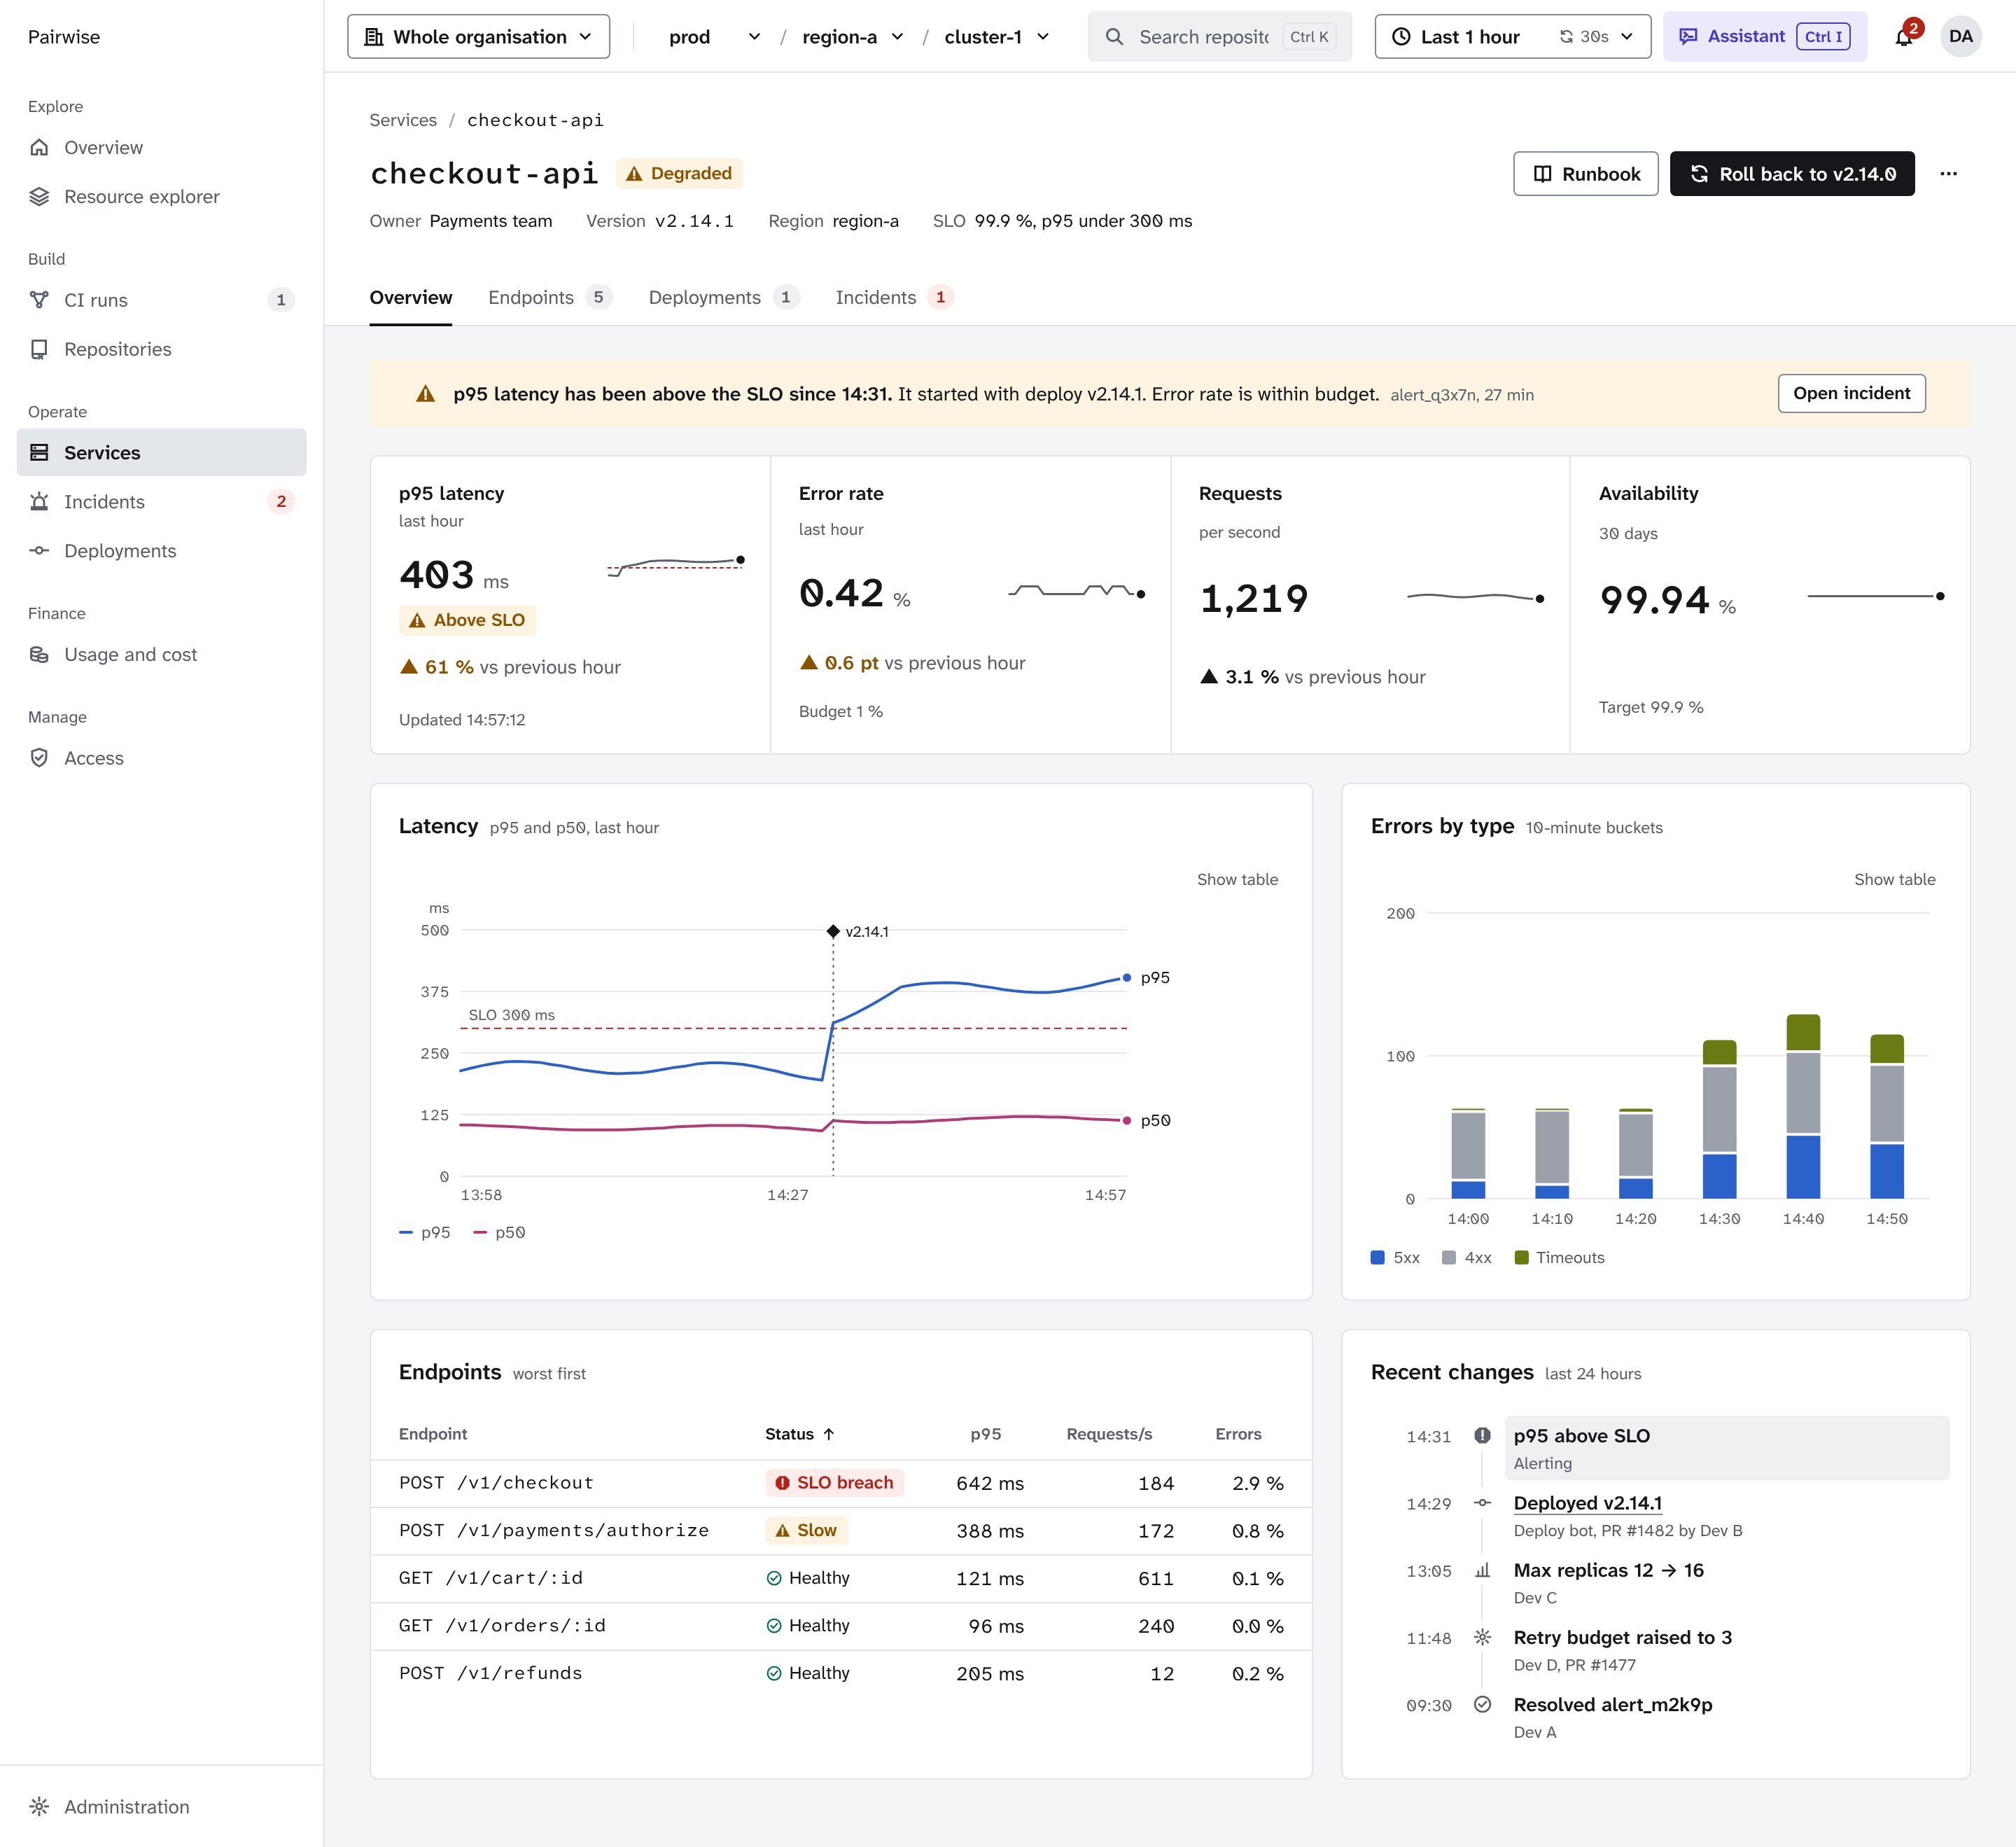 Pairwise
Explore
Overview
Resource explorer
Build
CI runs 1
Repositories
Operate
Services
Incidents 2
Deployments
Finance
Usage and cost
Manage
Access
Administration
Whole organisation
prod / region-a / cluster-1
Search reposito Ctrl K
Last 1 hour 30s
Assistant Ctrl I
2
DA
Services / checkout-api
checkout-api Degraded
Runbook
Roll back to v2.14.0
Owner Payments team Version v2.14.1 Region region-a SLO 99.9 %, p95 under 300 ms
Overview Endpoints 5 Deployments 1 Incidents 1
p95 latency has been above the SLO since 14:31. It started with deploy v2.14.1. Error rate is within budget. alert_q3x7n, 27 min
Open incident
p95 latency
last hour
403 ms
Above SLO
61 % vs previous hour
Updated 14:57:12
Error rate
last hour
0.42 %
0.6 pt vs previous hour
Budget 1 %
Requests
per second
1,219
3.1 % vs previous hour
Availability
30 days
99.94 %
Target 99.9 %
Latency p95 and p50, last hour
Show table
ms
500
375
250
125
0
SLO 300 ms
v2.14.1
p95
p50
13:58 14:27 14:57
p95 p50
Errors by type 10-minute buckets
Show table
200
100
0
14:00 14:10 14:20 14:30 14:40 14:50
5xx 4xx Timeouts
Endpoints worst first
Endpoint Status p95 Requests/s Errors
POST /v1/checkout SLO breach 642 ms 184 2.9 %
POST /v1/payments/authorize Slow 388 ms 172 0.8 %
GET /v1/cart/:id Healthy 121 ms 611 0.1 %
GET /v1/orders/:id Healthy 96 ms 240 0.0 %
POST /v1/refunds Healthy 205 ms 12 0.2 %
Recent changes last 24 hours
14:31 p95 above SLO
Alerting
14:29 Deployed v2.14.1
Deploy bot, PR #1482 by Dev B
13:05 Max replicas 12 → 16
Dev C
11:48 Retry budget raised to 3
Dev D, PR #1477
09:30 Resolved alert_m2k9p
Dev A